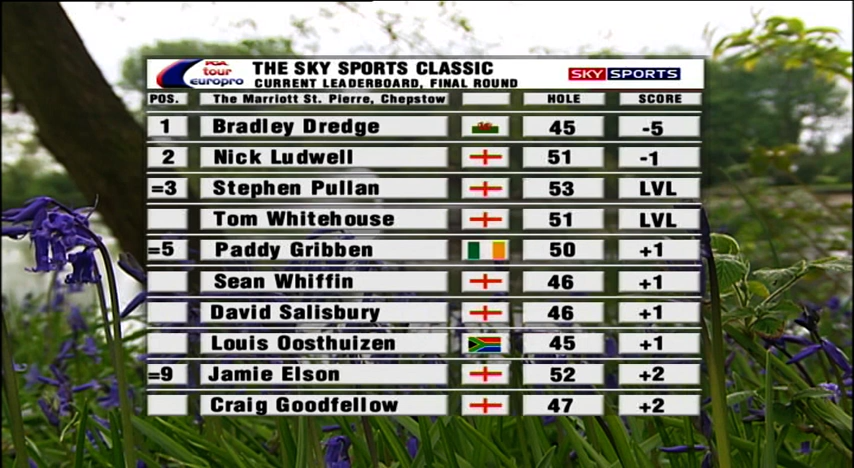 PGA tour europro
THE SKY SPORTS CLASSIC
CURRENT LEADERBOARD, FINAL ROUND
SKY SPORTS
POS. The Marriott St. Pierre, Chepstow HOLE SCORE
1 Bradley Dredge 45 -5
2 Nick Ludwell 51 -1
=3 Stephen Pullan 53 LVL
Tom Whitehouse 51 LVL
=5 Paddy Gribben 50 +1
Sean Whiffin 46 +1
David Salisbury 46 +1
Louis Oosthuizen 45 +1
=9 Jamie Elson 52 +2
Craig Goodfellow 47 +2